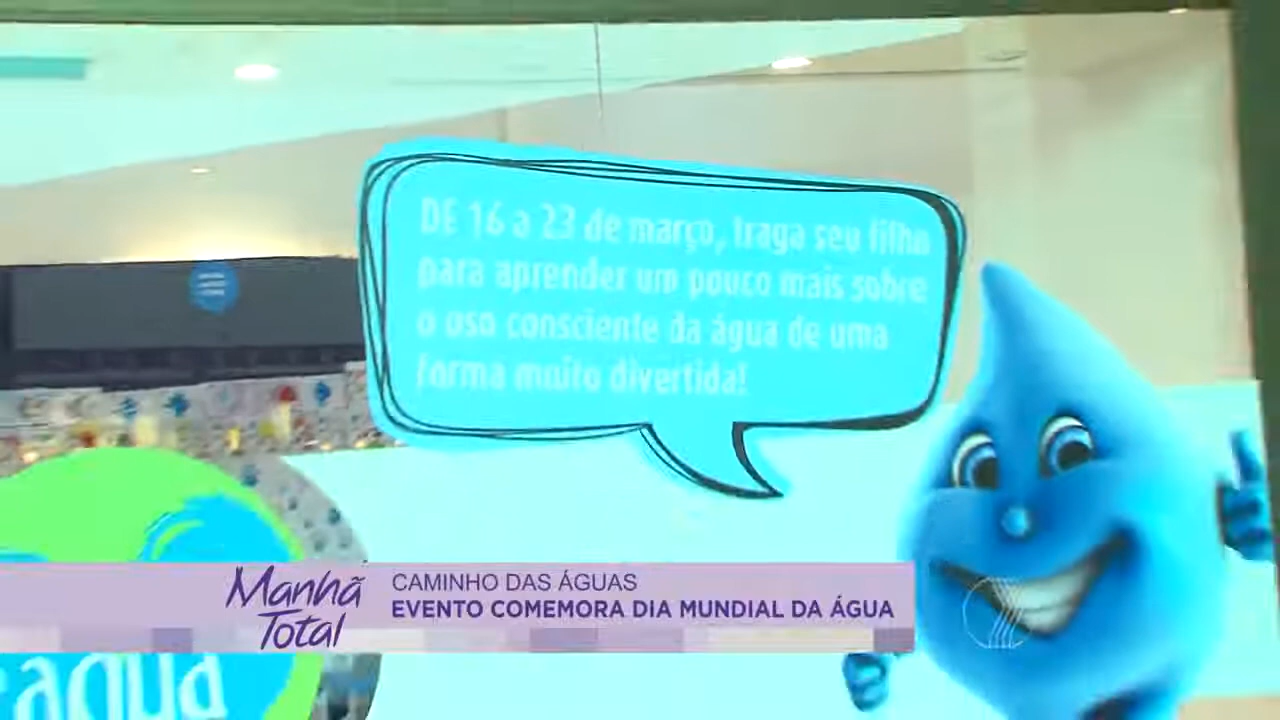 DE 16 a 23 de março, traga seu filho
para aprender um pouco mais sobre
o uso consciente da água de uma
forma muito divertida!
Manhã
Total
CAMINHO DAS ÁGUAS
EVENTO COMEMORA DIA MUNDIAL DA ÁGUA
agua